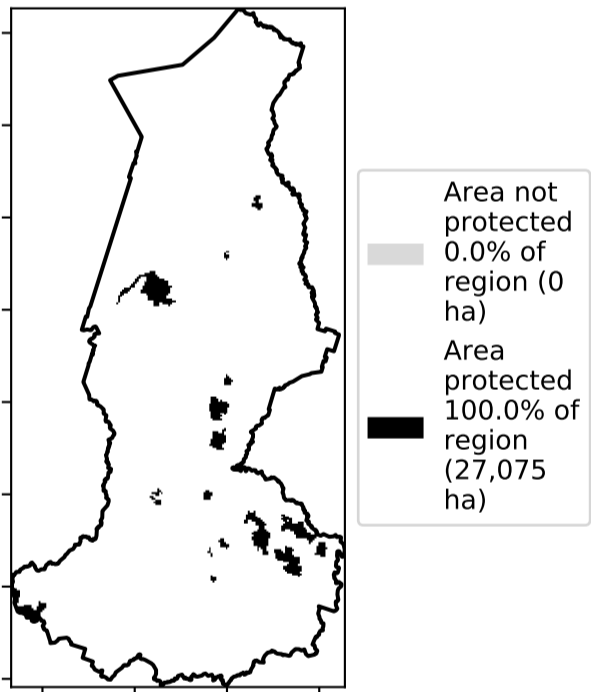 Area not
protected
0.0% of
region (0
ha)
Area
protected
100.0% of
region
(27,075
ha)